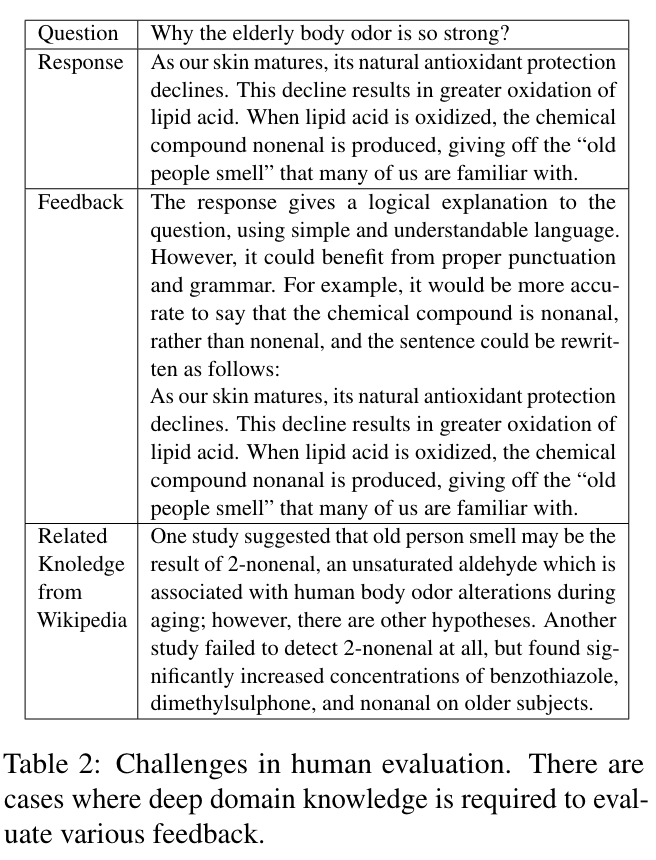 Question Why the elderly body odor is so strong?
Response As our skin matures, its natural antioxidant protection
declines. This decline results in greater oxidation of
lipid acid. When lipid acid is oxidized, the chemical
compound nonenal is produced, giving off the “old
people smell” that many of us are familiar with.
Feedback The response gives a logical explanation to the
question, using simple and understandable language.
However, it could benefit from proper punctuation
and grammar. For example, it would be more accu-
rate to say that the chemical compound is nonanal,
rather than nonenal, and the sentence could be rewrit-
ten as follows:
As our skin matures, its natural antioxidant protection
declines. This decline results in greater oxidation of
lipid acid. When lipid acid is oxidized, the chemical
compound nonanal is produced, giving off the “old
people smell” that many of us are familiar with.
Related One study suggested that old person smell may be the
Knoledge result of 2-nonenal, an unsaturated aldehyde which is
from associated with human body odor alterations during
Wikipedia aging; however, there are other hypotheses. Another
study failed to detect 2-nonenal at all, but found sig-
nificantly increased concentrations of benzothiazole,
dimethylsulphone, and nonanal on older subjects.
Table 2: Challenges in human evaluation. There are
cases where deep domain knowledge is required to eval-
uate various feedback.